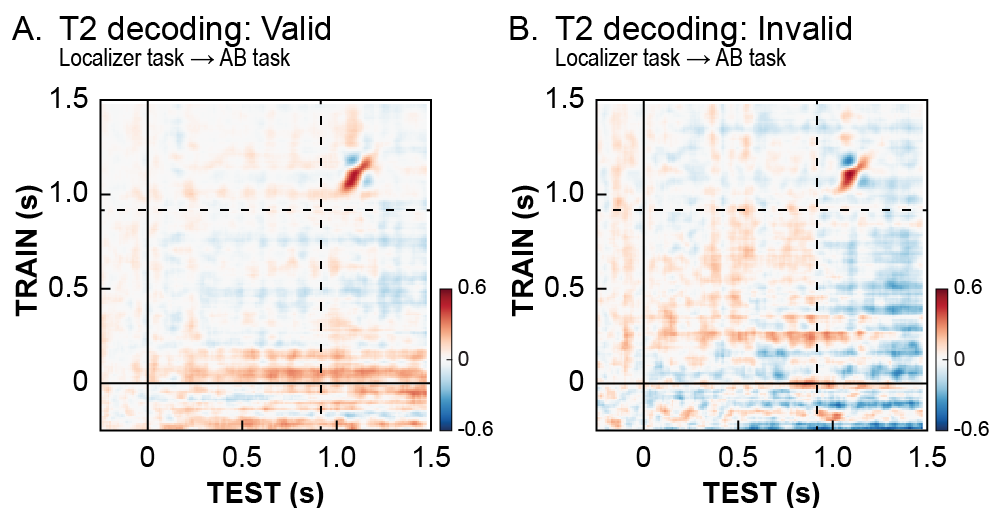 A. T2 decoding: Valid
Localizer task → AB task
1.5
1.0
0.5
0
TRAIN (s)
0.6
0
-0.6
0 0.5 1.0 1.5
TEST (s)
B. T2 decoding: Invalid
Localizer task → AB task
1.5
1.0
0.5
0
TRAIN (s)
0.6
0
-0.6
0 0.5 1.0 1.5
TEST (s)